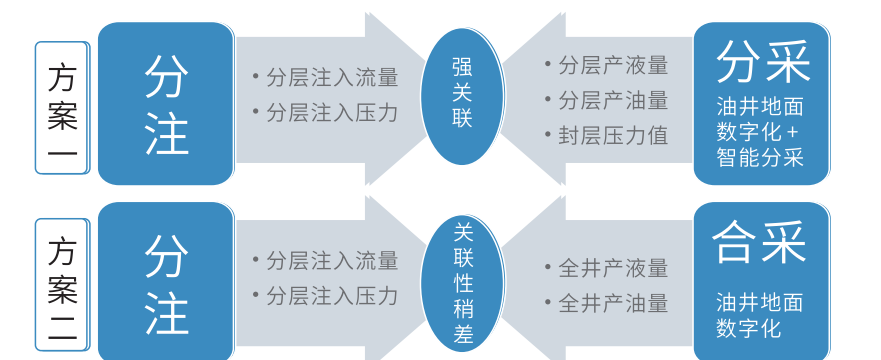 方案一
分注
• 分层注入流量
• 分层注入压力
强关联
• 分层产液量
• 分层产油量
• 封层压力值
分采
油井地面
数字化+
智能分采
方案二
分注
• 分层注入流量
• 分层注入压力
关联性稍差
• 全井产液量
• 全井产油量
合采
油井地面
数字化